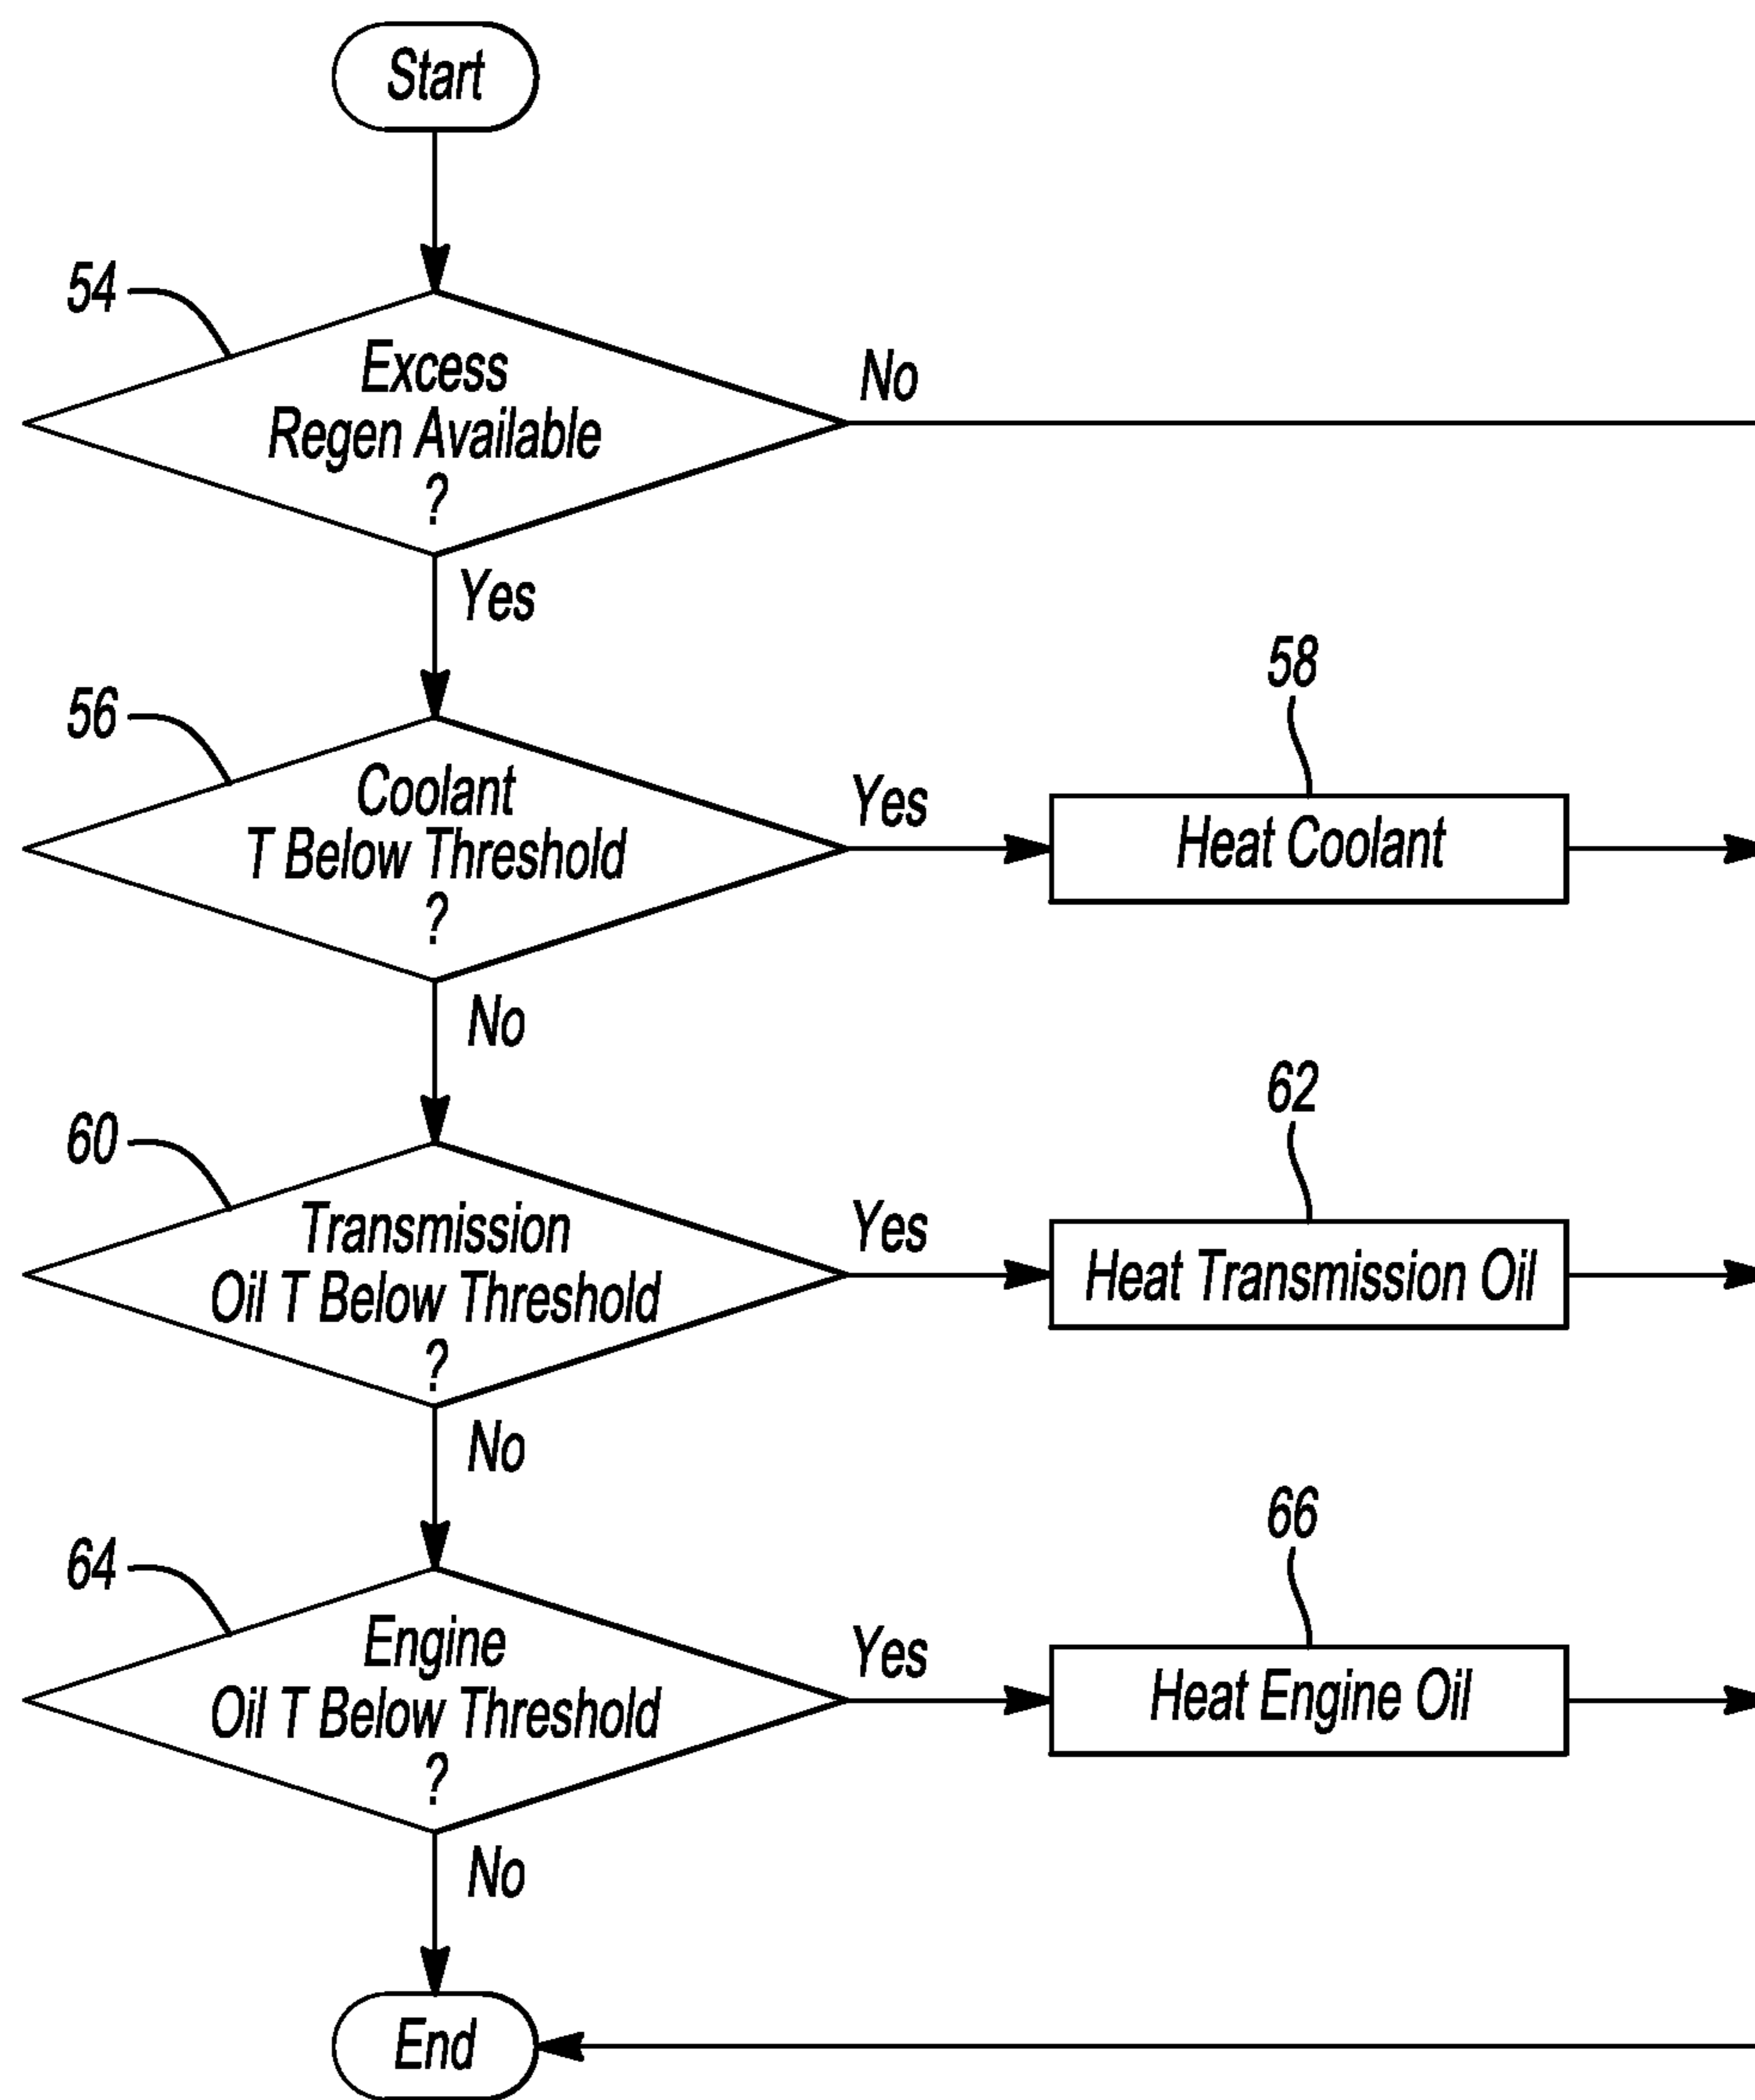 Start
54
Excess
Regen Available
?
No
Yes
56
Coolant
T Below Threshold
?
Yes
58
Heat Coolant
No
60
Transmission
Oil T Below Threshold
?
Yes
62
Heat Transmission Oil
No
64
Engine
Oil T Below Threshold
?
Yes
66
Heat Engine Oil
No
End